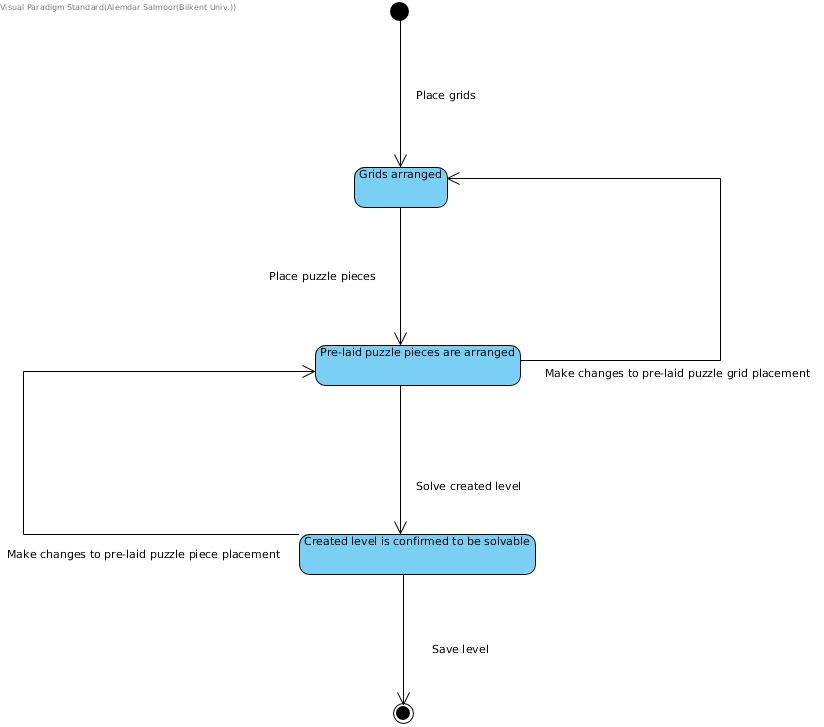 Visual Paradigm Standard(Alemdar Salmoor(Bilkent Univ.))
Place grids
Grids arranged
Place puzzle pieces
Pre-laid puzzle pieces are arranged
Make changes to pre-laid puzzle grid placement
Solve created level
Created level is confirmed to be solvable
Make changes to pre-laid puzzle piece placement
Save level